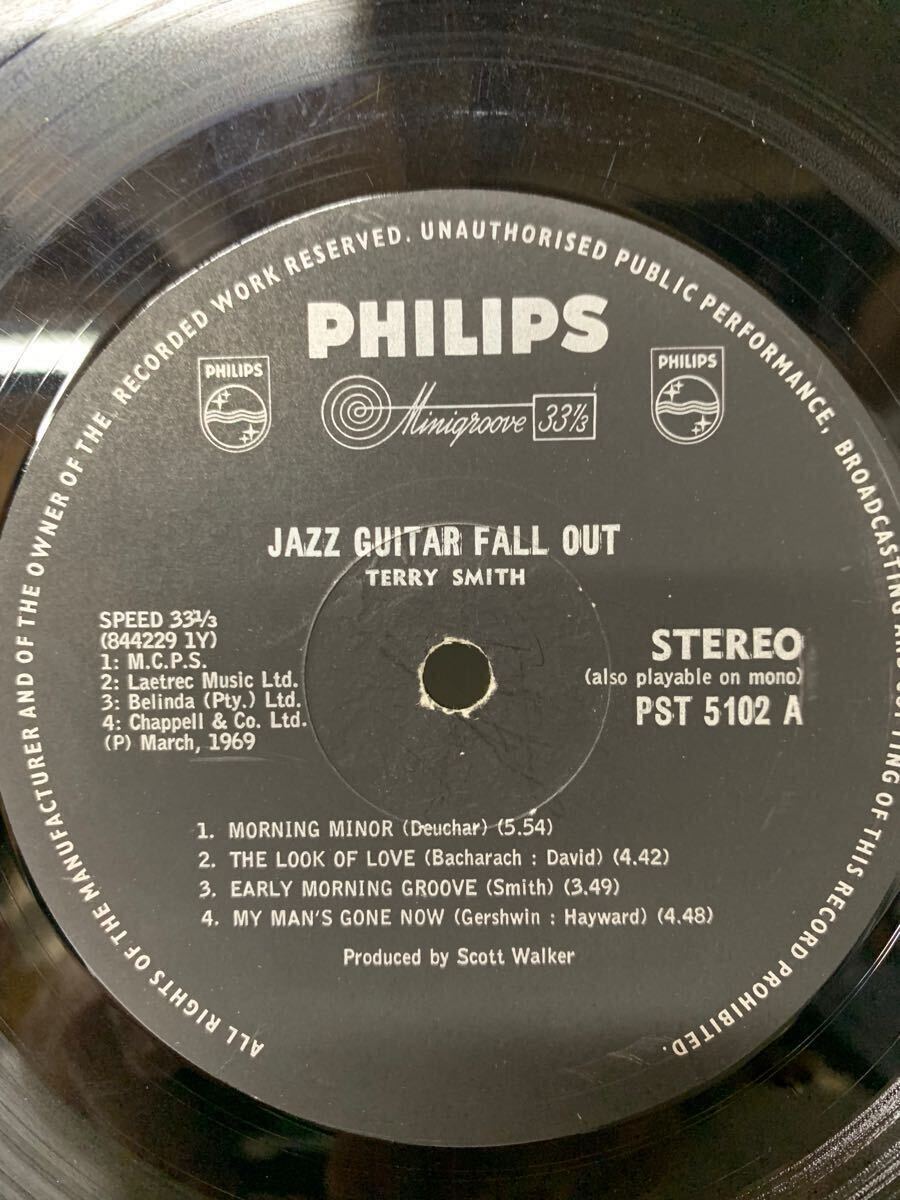 ALL RIGHTS OF THE MANUFACTURER AND OF THE OWNER OF THE RECORDED WORK RESERVED. UNAUTHORISED PUBLIC PERFORMANCE, BROADCASTING AND COPYING OF THIS RECORD PROHIBITED.
PHILIPS
PHILIPS
PHILIPS
Minigroove 33⅓
JAZZ GUITAR FALL OUT
TERRY SMITH
SPEED 33⅓
(844229 1Y)
1: M.C.P.S.
2: Laetrec Music Ltd.
3: Belinda (Pty.) Ltd.
4: Chappell & Co. Ltd.
(P) March, 1969
STEREO
(also playable on mono)
PST 5102 A
1. MORNING MINOR (Deuchar) (5.54)
2. THE LOOK OF LOVE (Bacharach : David) (4.42)
3. EARLY MORNING GROOVE (Smith) (3.49)
4. MY MAN'S GONE NOW (Gershwin : Hayward) (4.48)
Produced by Scott Walker